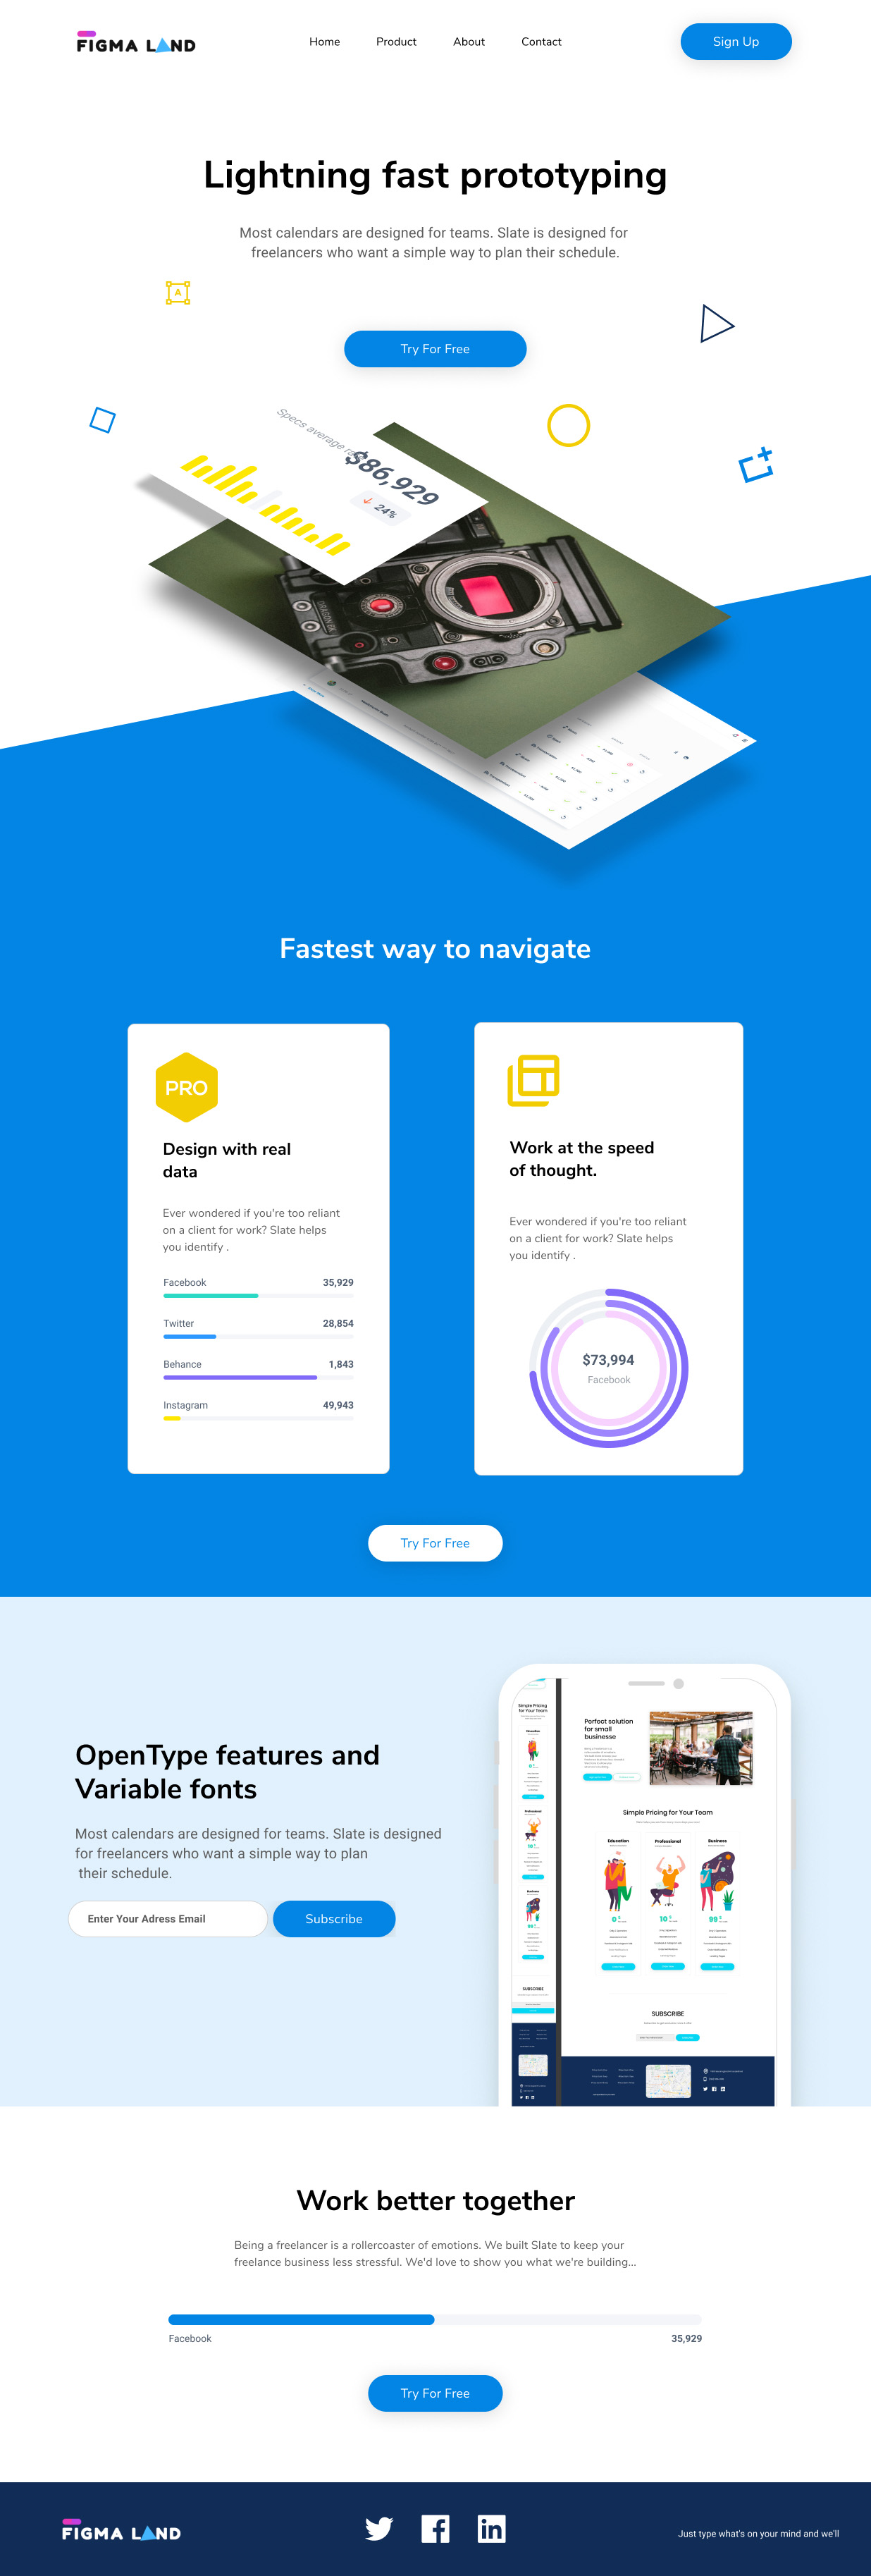 FIGMA LAND
Home
Product
About
Contact
Sign Up
Lightning fast prototyping
Most calendars are designed for teams. Slate is designed for
freelancers who want a simple way to plan their schedule.
A
Try For Free
Specs average
$86,929
24%
DRAGON 6K
Fastest way to navigate
PRO
Design with real
data
Ever wondered if you're too reliant
on a client for work? Slate helps
you identify .
Facebook
35,929
Twitter
28,854
Behance
1,843
Instagram
49,943
Work at the speed
of thought.
Ever wondered if you're too reliant
on a client for work? Slate helps
you identify .
$73,994
Facebook
Try For Free
OpenType features and
Variable fonts
Most calendars are designed for teams. Slate is designed
for freelancers who want a simple way to plan
their schedule.
Enter Your Adress Email
Subscribe
Simple Pricing
for Your Team
SUBSCRIBE
Perfect solution
for small
businesse
Simple Pricing for Your Team
Education
Professional
Business
SUBSCRIBE
Work better together
Being a freelancer is a rollercoaster of emotions. We built Slate to keep your
freelance business less stressful. We'd love to show you what we're building...
Facebook
35,929
Try For Free
FIGMA LAND
in
Just type what's on your mind and we'll